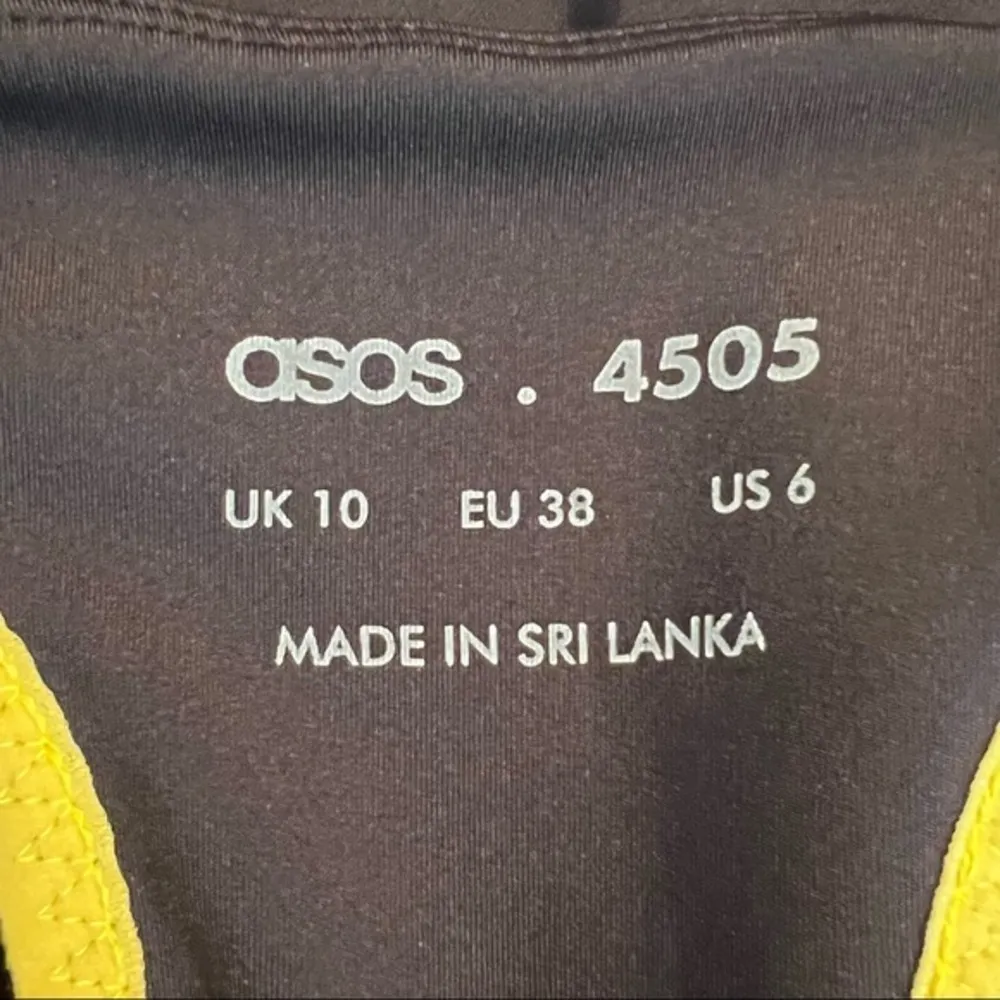 asos . 4505
UK 10 EU 38 US 6
MADE IN SRI LANKA